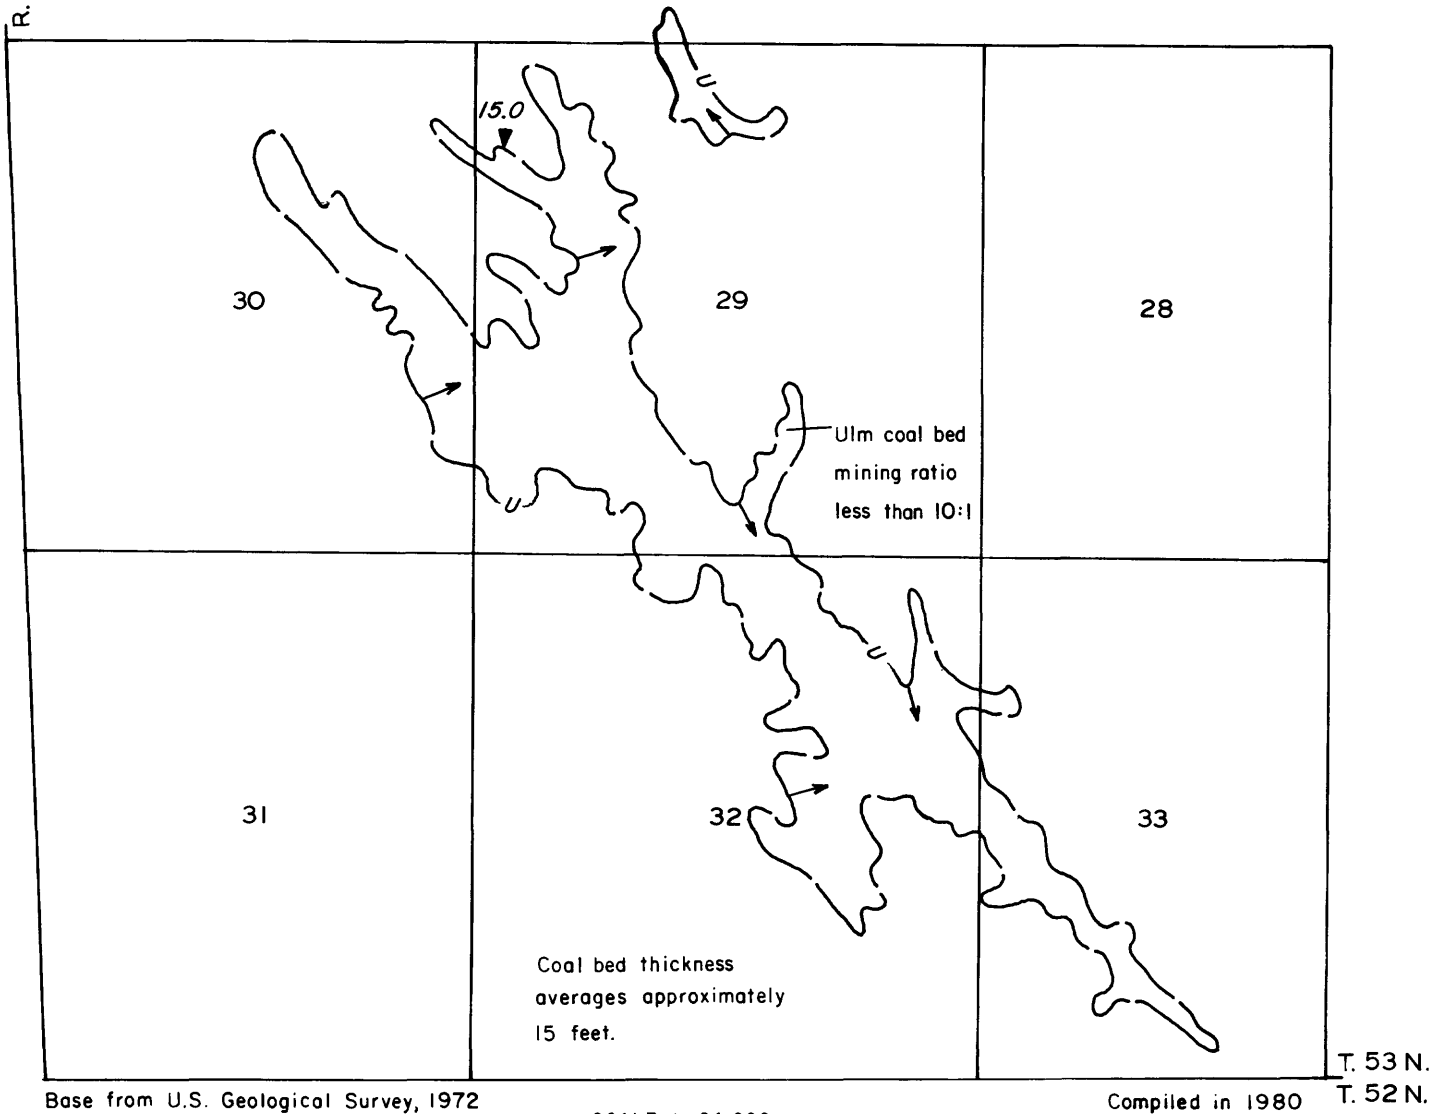 R.
15.0
U
30
29
28
Ulm coal bed
mining ratio
less than 10:1
U
U
31
32
33
Coal bed thickness
averages approximately
15 feet.
T. 53 N.
T. 52 N.
Base from U.S. Geological Survey, 1972
Compiled in 1980